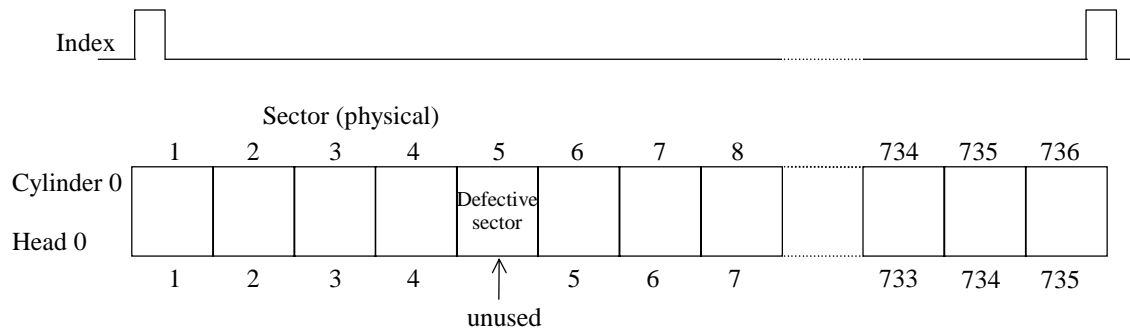 Index
Sector (physical)
1 2 3 4 5 6 7 8 734 735 736
Cylinder 0
Defective
sector
Head 0
1 2 3 4 5 6 7 733 734 735
unused